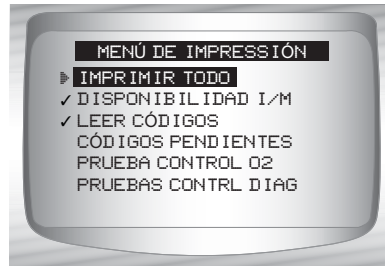 MENÚ DE IMPRESSIÓN
IMPRIMIR TODO
✓ DISPONIBILIDAD I/M
✓ LEER CÓDIGOS
CÓDIGOS PENDIENTES
PRUEBA CONTROL O2
PRUEBAS CONTRL DIAG